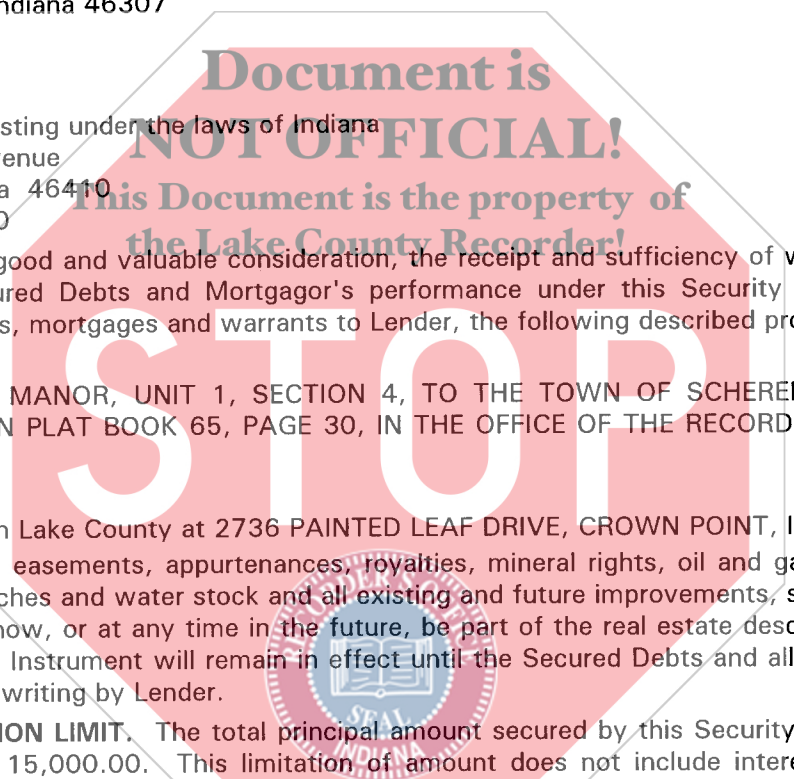 ndiana 46307
Document is
sting under the laws of Indiana
NOT OFFICIAL!
enue
a 46410
This Document is the property of
0
the Lake County Recorder!
good and valuable consideration, the receipt and sufficiency of w
ured Debts and Mortgagor's performance under this Security
s, mortgages and warrants to Lender, the following described pro
STOP
MANOR, UNIT 1, SECTION 4, TO THE TOWN OF SCHERE
N PLAT BOOK 65, PAGE 30, IN THE OFFICE OF THE RECORD
n Lake County at 2736 PAINTED LEAF DRIVE, CROWN POINT, I
easements, appurtenances, royalties, mineral rights, oil and ga
ches and water stock and all existing and future improvements, s
now, or at any time in the future, be part of the real estate desc
Instrument will remain in effect until the Secured Debts and all
writing by Lender.
ION LIMIT. The total principal amount secured by this Security
15,000.00. This limitation of amount does not include intere
SEAL
INDIANA